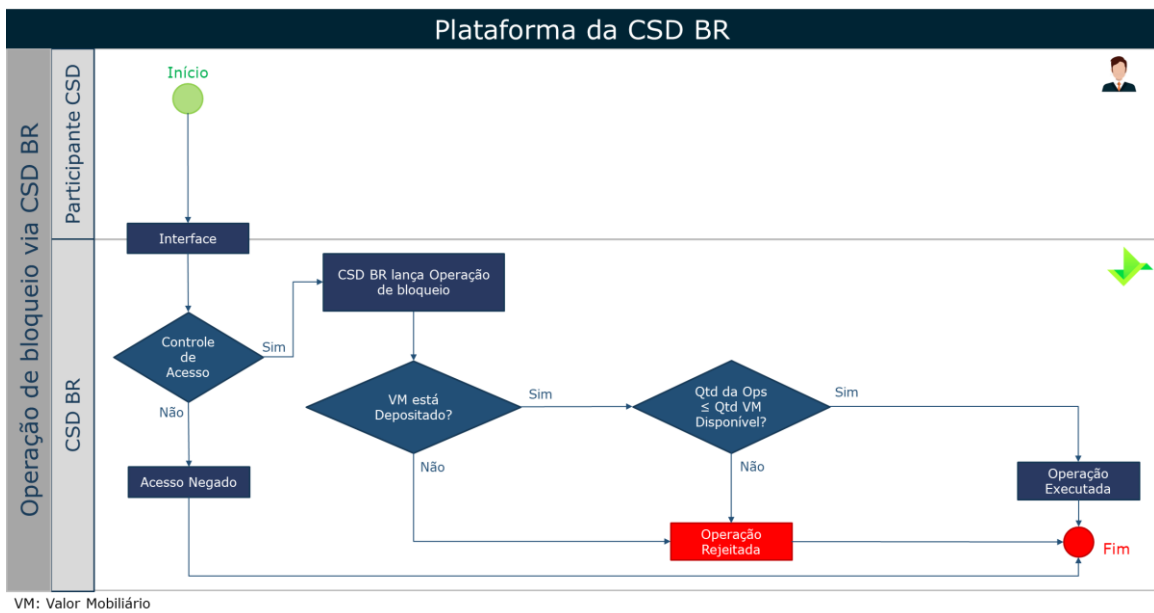 Plataforma da CSD BR
Operação de bloqueio via CSD BR
Participante CSD
Início
Interface
CSD BR
CSD BR lança Operação
de bloqueio
Controle
de
Acesso
Sim
Não
Acesso Negado
VM está
Depositado?
Sim
Não
Qtd da Ops
≤ Qtd VM
Disponível?
Sim
Não
Operação
Executada
Operação
Rejeitada
Fim
VM: Valor Mobiliário